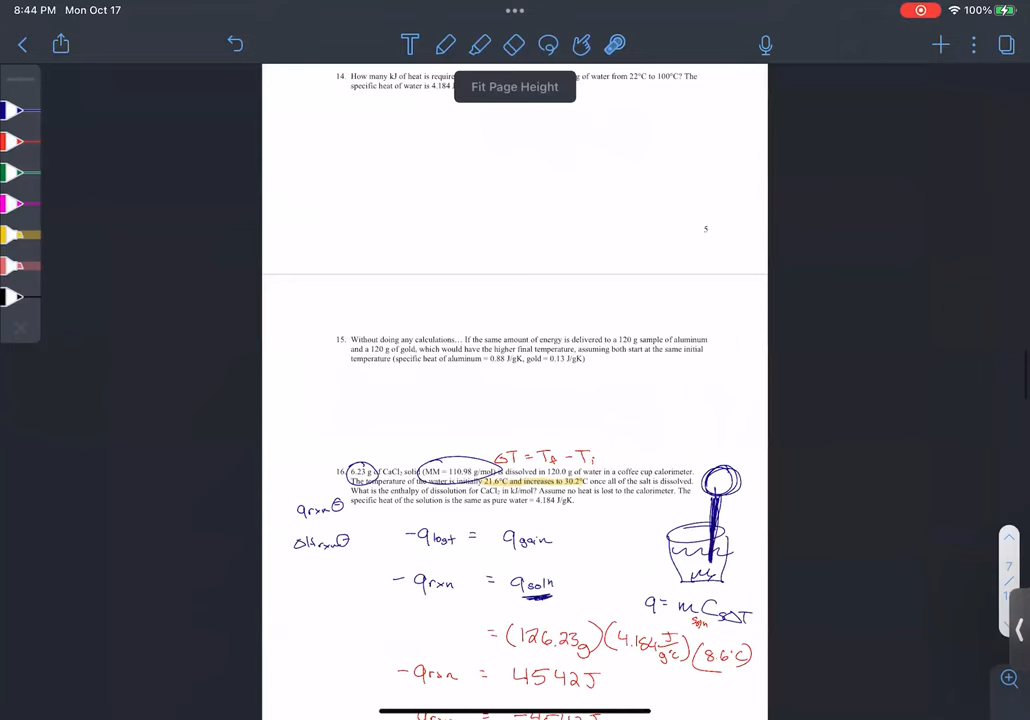 8:44 PM Mon Oct 17
100%
14. How many kJ of heat is require
g of water from 22°C to 100°C? The
specific heat of water is 4.184 J
Fit Page Height
5
15. Without doing any calculations… If the same amount of energy is delivered to a 120 g sample of aluminum
and a 120 g of gold, which would have the higher final temperature, assuming both start at the same initial
temperature (specific heat of aluminum = 0.88 J/gK, gold = 0.13 J/gK)
ΔT = Tf - Ti
16. 6.23 g of CaCl₂ solid (MM = 110.98 g/mol) is dissolved in 120.0 g of water in a coffee cup calorimeter.
The temperature of the water is initially 21.6°C and increases to 30.2°C once all of the salt is dissolved.
What is the enthalpy of dissolution for CaCl₂ in kJ/mol? Assume no heat is lost to the calorimeter. The
specific heat of the solution is the same as pure water = 4.184 J/gK.
qrxn ⊖
ΔHrxn ⊖
-qlost = qgain
-qrxn = qsoln
q = mCsΔT
soln
= (126.23g)(4.184 J/g°C)(8.6°C)
-qrxn = 4542J
qrxn = -4542J
7
T